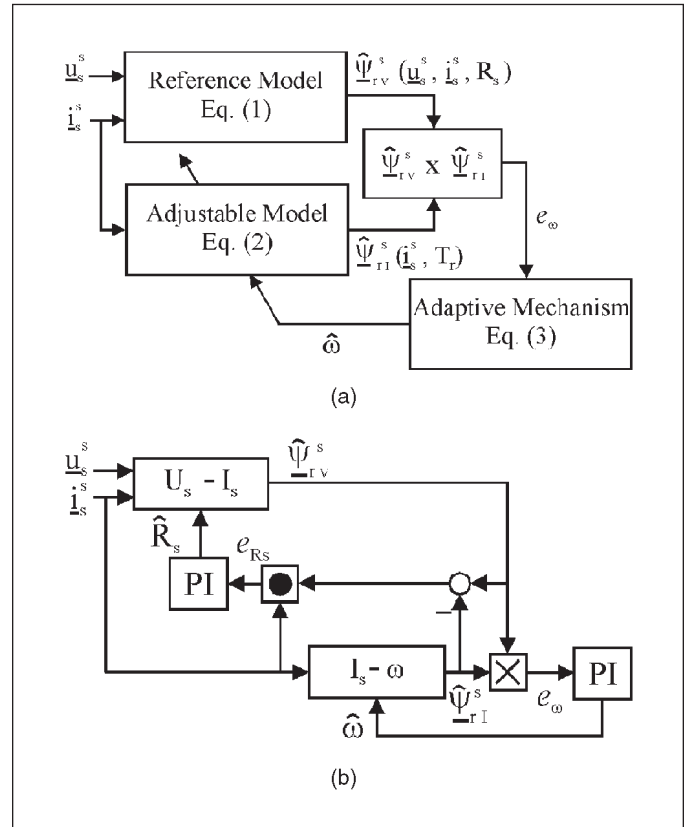 u_s^s
i_s^s
Reference Model
Eq. (1)
Ψ̂_rv^s (u_s^s, i_s^s, R_s)
Ψ̂_rv^s x Ψ̂_rI^s
Adjustable Model
Eq. (2)
Ψ̂_rI^s (i_s^s, T_r)
e_ω
Adaptive Mechanism
Eq. (3)
ω̂
(a)
u_s^s
i_s^s
U_s - I_s
Ψ̂_rv^s
R̂_s
e_Rs
PI
–
I_s - ω
Ψ̂_rI^s
e_ω
PI
ω̂
(b)